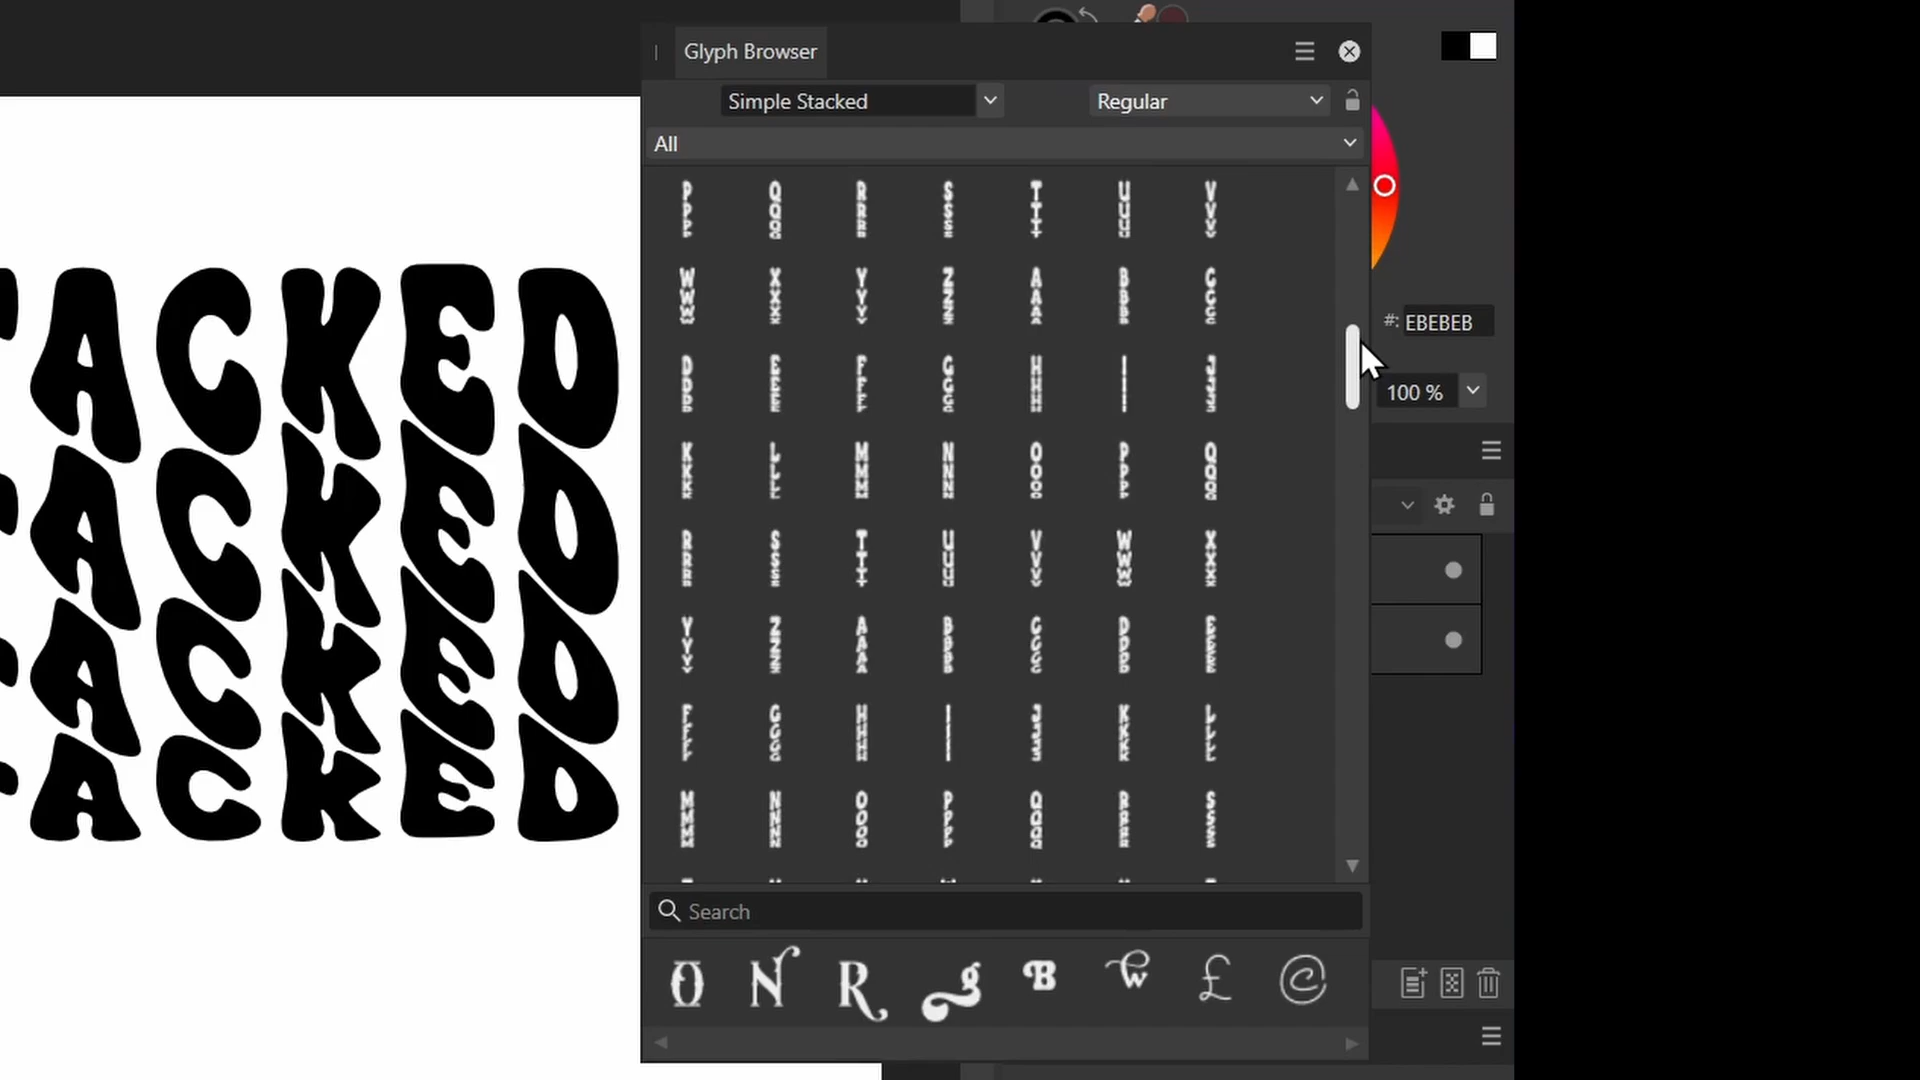 Glyph Browser
Simple Stacked
Regular
All
P Q R S T U V
W X Y Z A B C
D E F G H I J
K L M N O P Q
R S T U V W X
Y Z A B C D E
F G H I J K L
M N O P Q R S
Search
O N R g B w £ @
ACKED
ACKED
ACKED
ACKED
#: EBEBEB
100 %